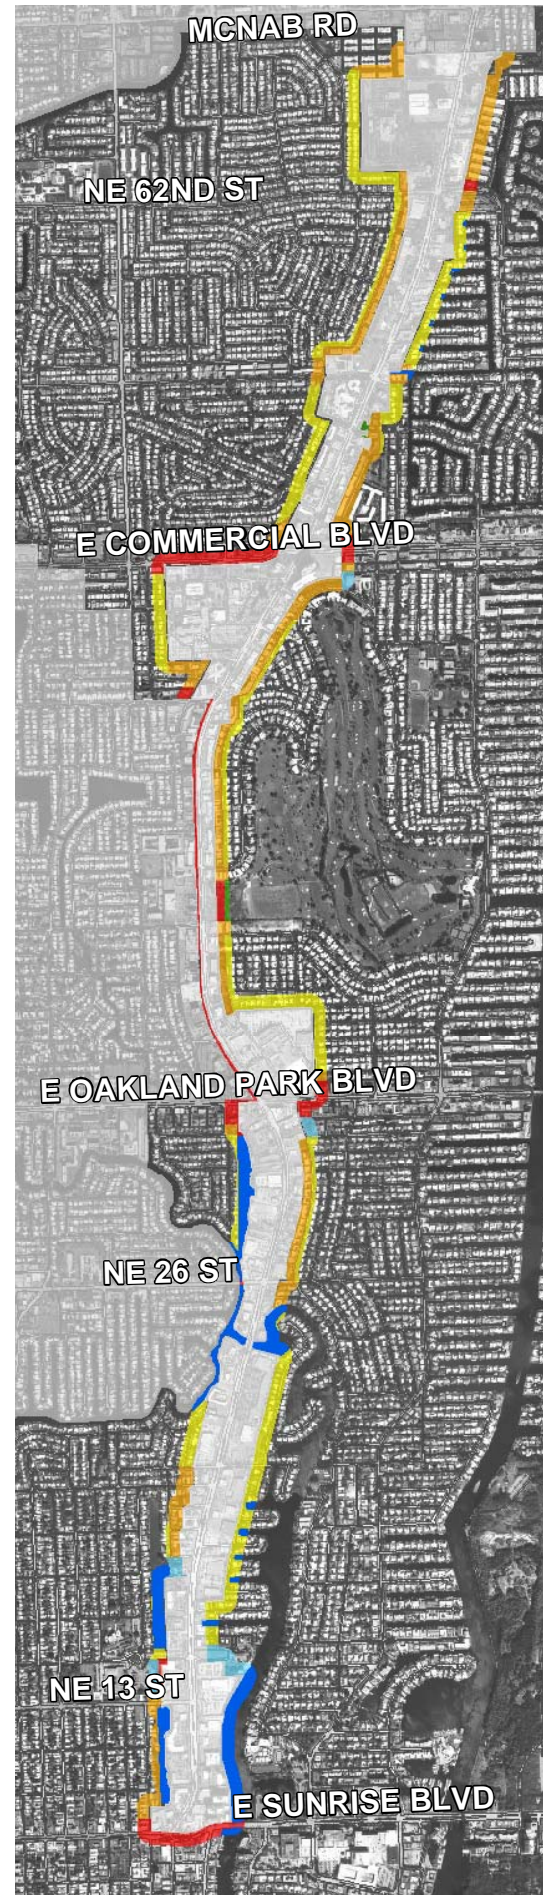 MCNAB RD
NE 62ND ST
E COMMERCIAL BLVD
E OAKLAND PARK BLVD
NE 26 ST
NE 13 ST
E SUNRISE BLVD